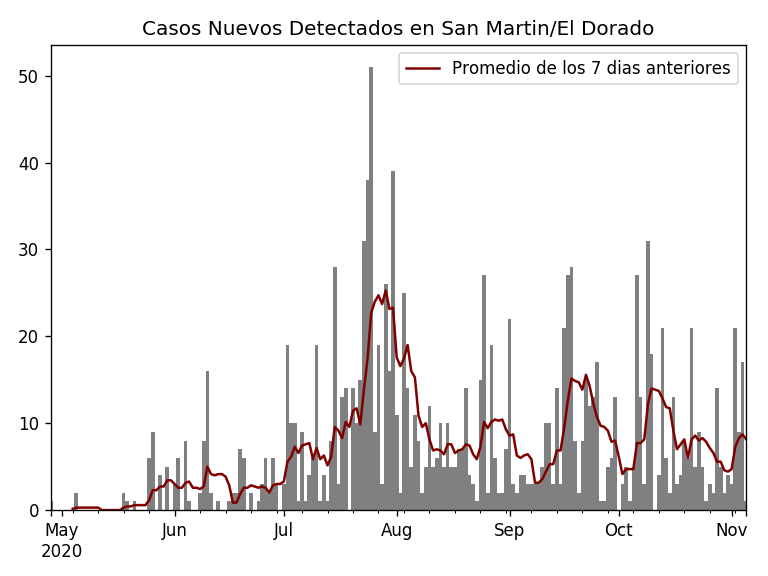 Casos Nuevos Detectados en San Martin/El Dorado
Promedio de los 7 dias anteriores
50
40
30
20
10
0
May Jun Jul Aug Sep Oct Nov
2020